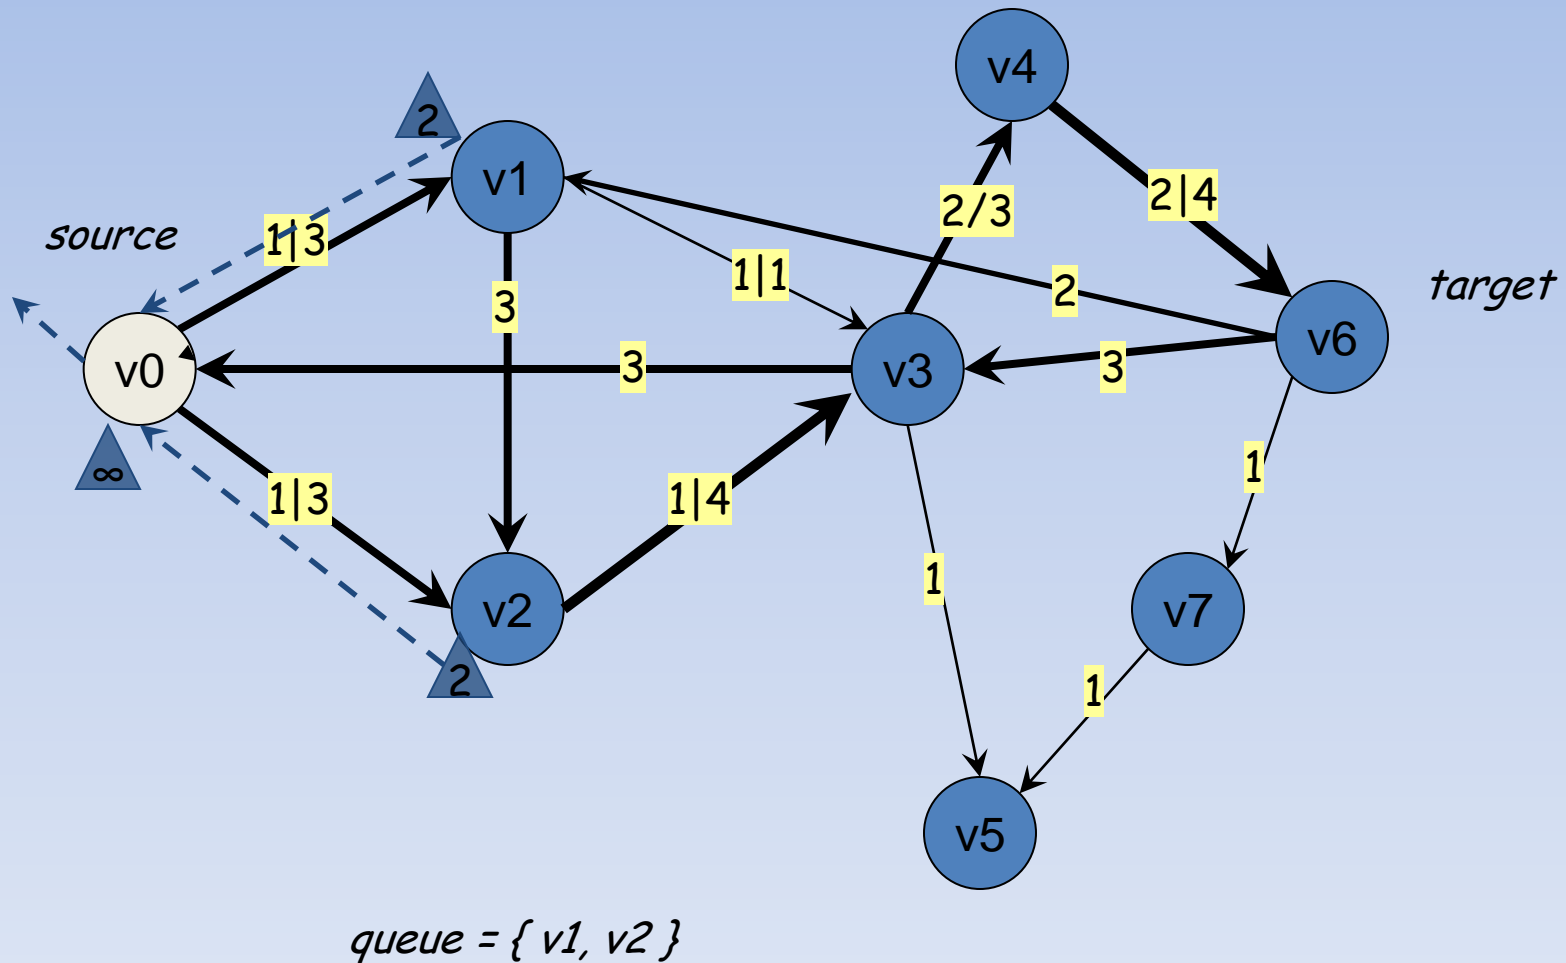 v4
2
v1
2|4
2/3
source
1|3
1|1
target
2
3
v6
v0
3
v3
3
1
∞
1|3
1|4
1
v2
v7
2
1
v5
queue = { v1, v2 }